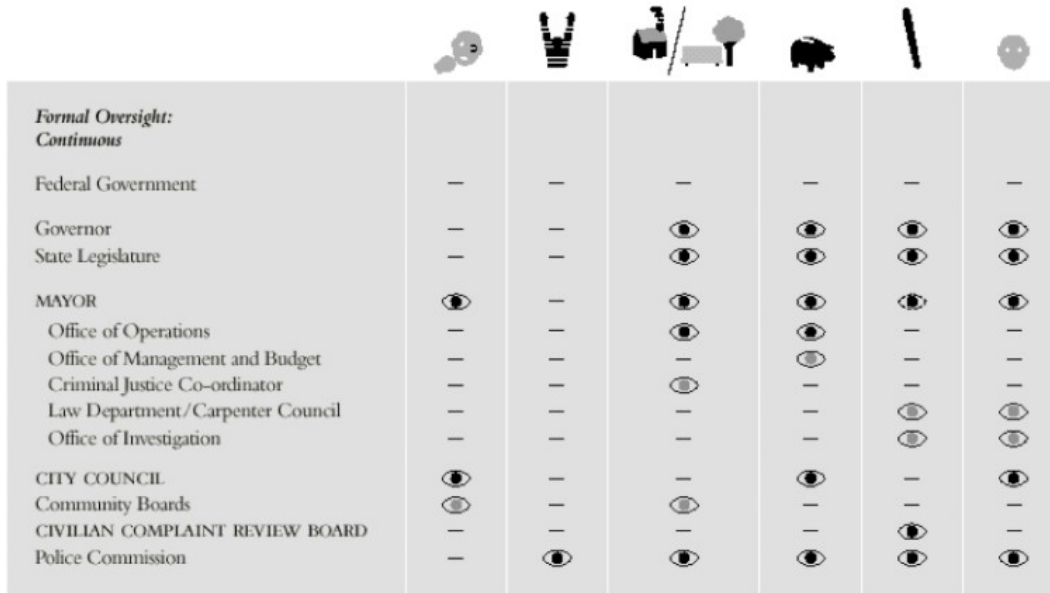 Formal Oversight:
Continuous
Federal Government
Governor
State Legislature
MAYOR
Office of Operations
Office of Management and Budget
Criminal Justice Co-ordinator
Law Department/Carpenter Council
Office of Investigation
CITY COUNCIL
Community Boards
CIVILIAN COMPLAINT REVIEW BOARD
Police Commission